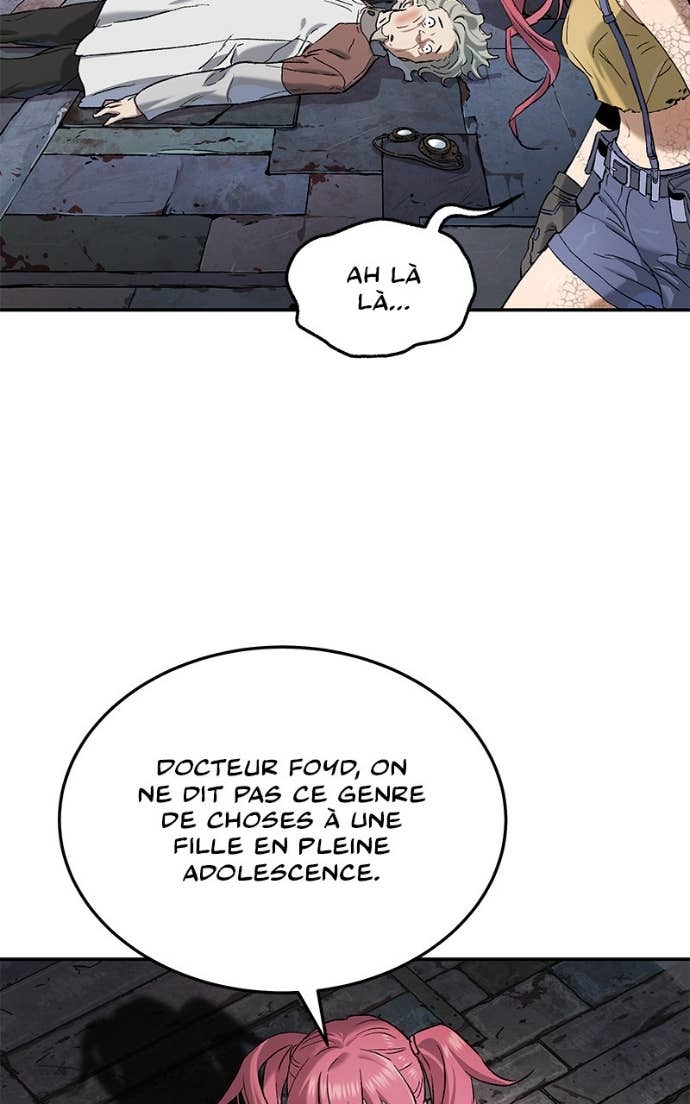 AH LÀ
LÀ...
DOCTEUR FOYD, ON
NE DIT PAS CE GENRE
DE CHOSES À UNE
FILLE EN PLEINE
ADOLESCENCE.